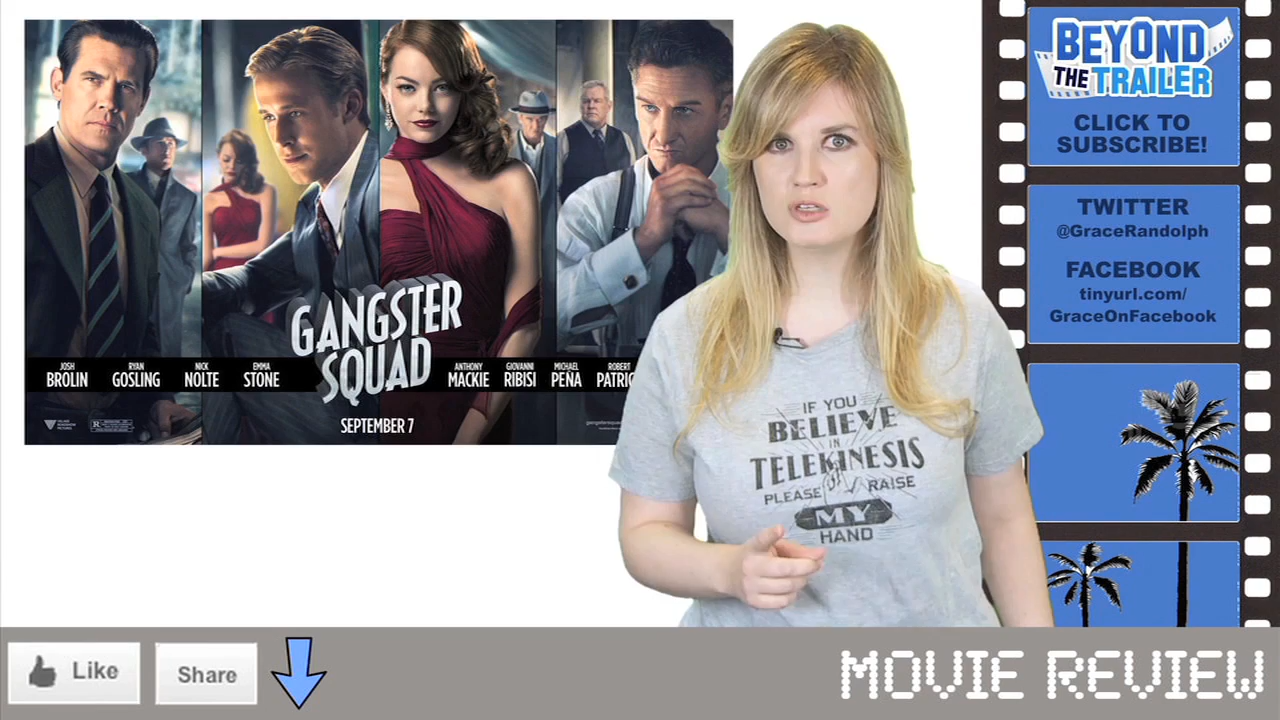 JOSH
BROLIN
RYAN
GOSLING
NICK
NOLTE
EMMA
STONE
GANGSTER
SQUAD
ANTHONY
MACKIE
GIOVANNI
RIBISI
MICHAEL
PEÑA
ROBERT
PATRIC
R
SEPTEMBER 7
IF YOU
BELIEVE
IN
TELEKINESIS
PLEASE RAISE
MY
HAND
BEYOND
THE TRAILER
CLICK TO
SUBSCRIBE!
TWITTER
@GraceRandolph
FACEBOOK
tinyurl.com/
GraceOnFacebook
Like
Share
MOVIE REVIEW